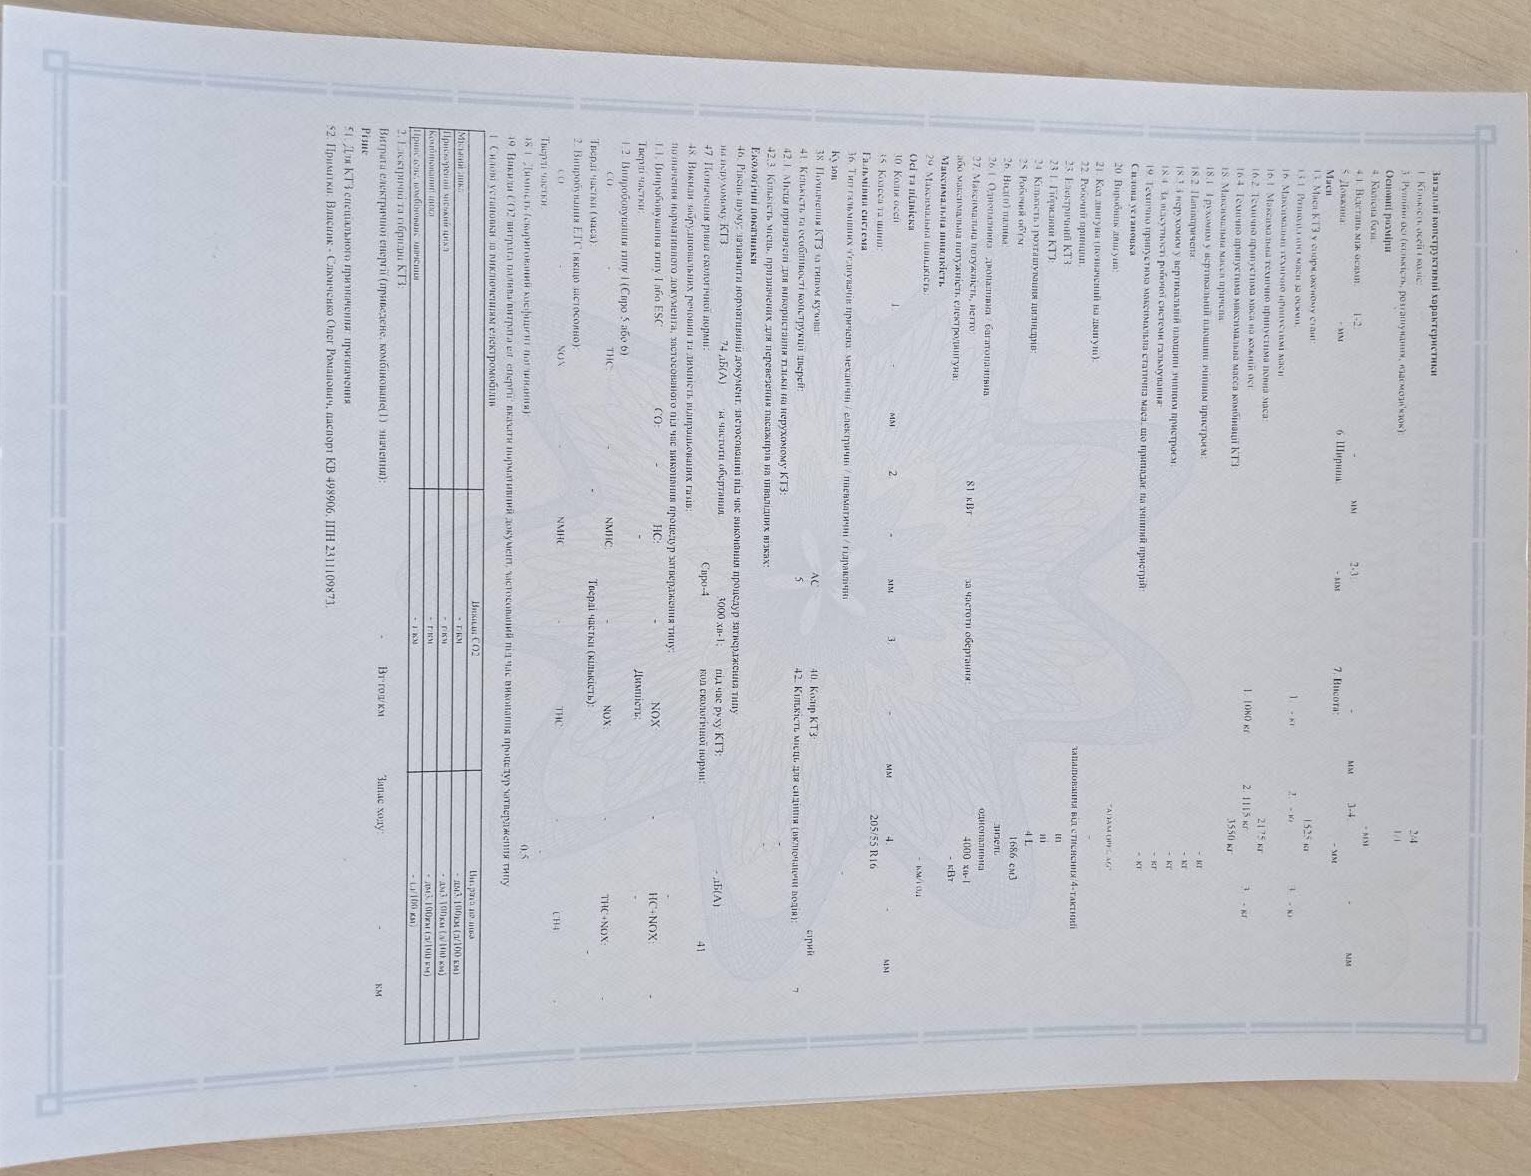 Загальні конструктивні характеристики
1. Кількість осей і коліс: 2/4
3. Рушійні осі (кількість, розташування, взаємозв'язок): 1/1
Основні розміри
4. Колісна база: - мм
4.1. Відстань між осями: 1-2: - мм 2-3: - мм 3-4: - мм
5. Довжина: - мм 6. Ширина: - мм 7. Висота: - мм
Маси
13. Маса КТЗ у спорядженому стані: 1525 кг
13.1. Розподіл цієї маси за осями: 1. - кг 2. - кг 3. - кг
16. Максимальні технічно припустимі маси
16.1. Максимальна технічно припустима повна маса: 2175 кг
16.2. Технічно припустима маса на кожній осі: 1. 1080 кг 2. 1115 кг 3. - кг
16.4. Технічно припустима максимальна масса комбінації КТЗ 3550 кг
18. Максимальна масса причепа:
18.1. З рухомим у вертикальній площині зчіпним пристроєм: - кг
18.2. Напівпричепа: - кг
18.3. З нерухомим у вертикальній площині зчіпним пристроєм: - кг
18.4. За відсутності робочої системи гальмування: - кг
19. Технічно припустима максимальна статична маса, що припадає на зчіпний пристрій: - кг
Силова установка
20. Виробник двигуна: "ADAM OPEL AG"
21. Код двигуна (позначений на двигуні): -
22. Робочий принцип: запалювання від стиснення/4-тактний
23. Електричний КТЗ: ні
23.1. Гібридний КТЗ: ні
24. Кількість і розташування циліндрів: 4 L
25. Робочий об'єм: 1686 см3
26. Вид(и) палива: дизель
26.1. Однопаливна / двопаливна / багатопаливна однопаливна
27. Максимальна потужність, нетто: 81 кВт за частоти обертання: 4000 хв-1
або максимальна потужність електродвигуна: - кВт
Максимальна швидкість
29. Максимальна швидкість: - км/год
Осі та підвіска
30. Колія осей: 1. - мм 2. - мм 3. - мм 4. - мм
35. Колеса та шини: 205/55 R16
Гальмівна система
36. Тип гальмівних з'єднувачів причепа: механічні / електричні / пневматичні / гідравлічні -
Кузов
38. Позначення КТЗ за типом кузова: AC 40. Колір КТЗ: сірий
41. Кількість та особливості конструкції дверей: 5 42. Кількість місць для сидіння (включаючи водія): 7
42.1. Місця призначені для використання тільки на нерухомому КТЗ: -
42.3. Кількість місць, призначених для перевезення пасажирів на інвалідних візках: -
Екологічні показники
46. Рівень шуму: зазначити нормативний документ, застосований під час виконання процедур затвердження типу
на нерухомому КТЗ: 74 дБ(А) за частоти обертання: 3000 хв-1; під час руху КТЗ: - дБ(А)
47. Позначення рівня екологічної норми: Євро-4 код екологічної норми: 41
48. Викиди забруднювальних речовин та димність відпрацьованих газів:
позначення нормативного документа, застосованого під час виконання процедур затвердження типу: -
1.1. Випробовування типу I або ESC CO: - HC: - NOX: - HC+NOX: -
Тверді частки: - Димність: -
1.2. Випробовування типу I (Євро 5 або 6)
CO: - THC: - NMHC: - NOX: - THC+NOX: -
Тверді частки (маса): - Тверді частки (кількість): -
2. Випробування ETC (якщо застосовно):
CO - NOX - NMHC - THC - CH4 -
Тверді частки:
48.1. Димність (скоригований коефіцієнт поглинання): 0.5
49. Викиди CO2/витрата палива/витрата ел. енергії: вказати нормативний документ, застосований під час виконання процедур затвердження типу
1. Силові установки за виключенням електромобілів
Викиди CO2 Витрата палива
Міський цикл - г/км - дм3/100км (л/100 км)
Прискорений міський цикл - г/км - дм3/100км (л/100 км)
Комбінований цикл - г/км - дм3/100км (л/100 км)
Приведене, комбіноване значення - г/км - (л/100 км)
2. Електричні та гібридні КТЗ:
Витрата електричної енергії (приведене, комбіноване(1) значення): - Вт·год/км Запас ходу: - км
Різне
51. Для КТЗ спеціального призначення: призначення
52. Примітки: Власник - Слюнченко Олег Романович, паспорт КВ 498906, ІПН 2311109873.